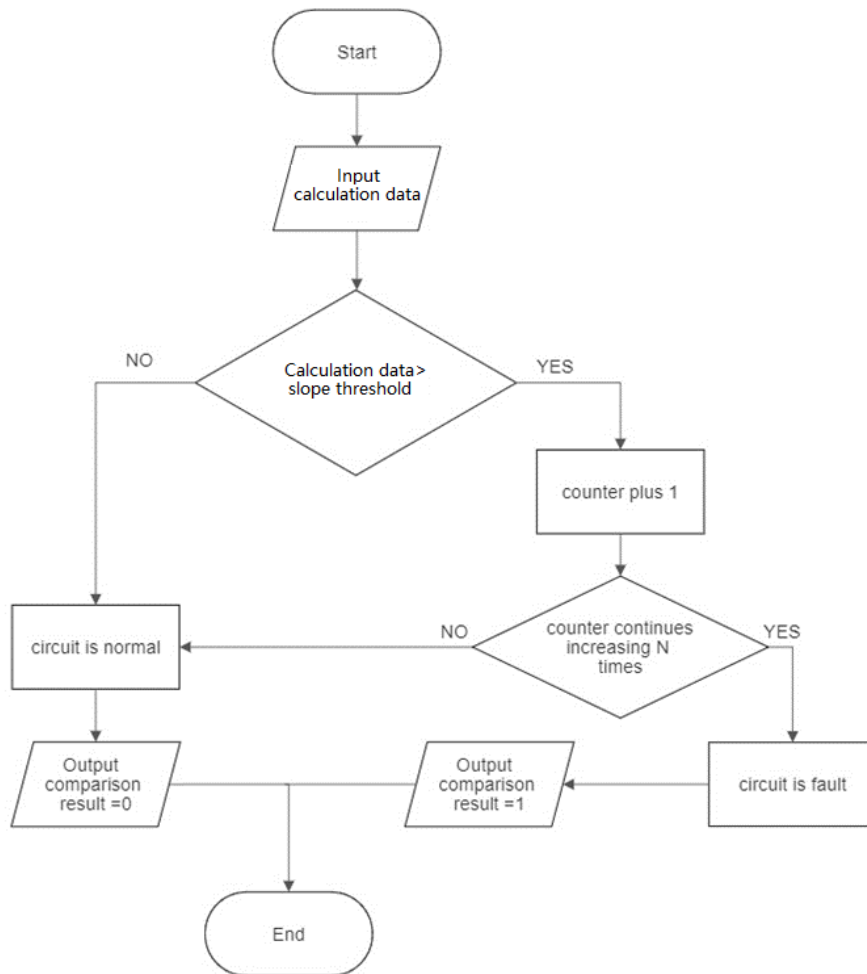 Start
Input
calculation data
Calculation data>
slope threshold
NO
YES
counter plus 1
counter continues
increasing N
times
NO
YES
circuit is normal
circuit is fault
Output
comparison
result =0
Output
comparison
result =1
End